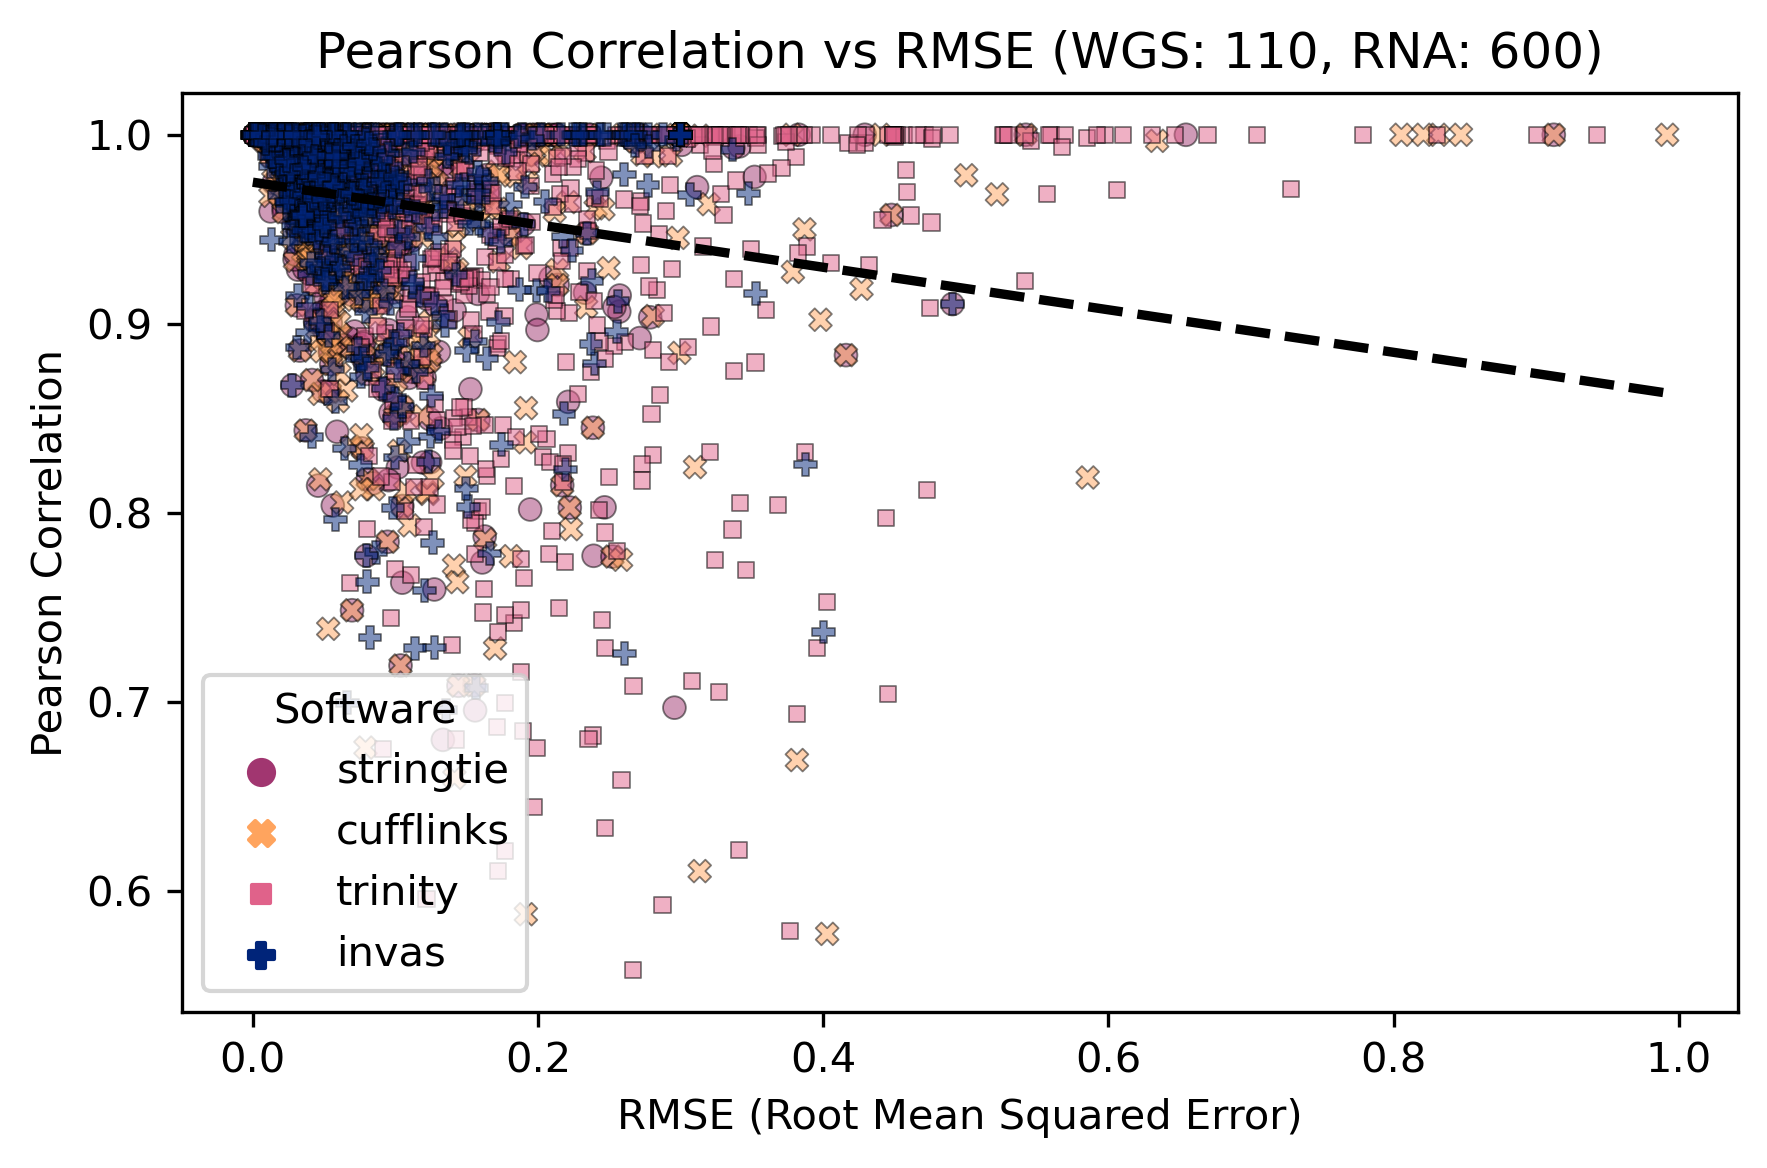 Pearson Correlation vs RMSE (WGS: 110, RNA: 600)
Pearson Correlation
1.0
0.9
0.8
0.7
0.6
Software
stringtie
cufflinks
trinity
invas
0.0 0.2 0.4 0.6 0.8 1.0
RMSE (Root Mean Squared Error)